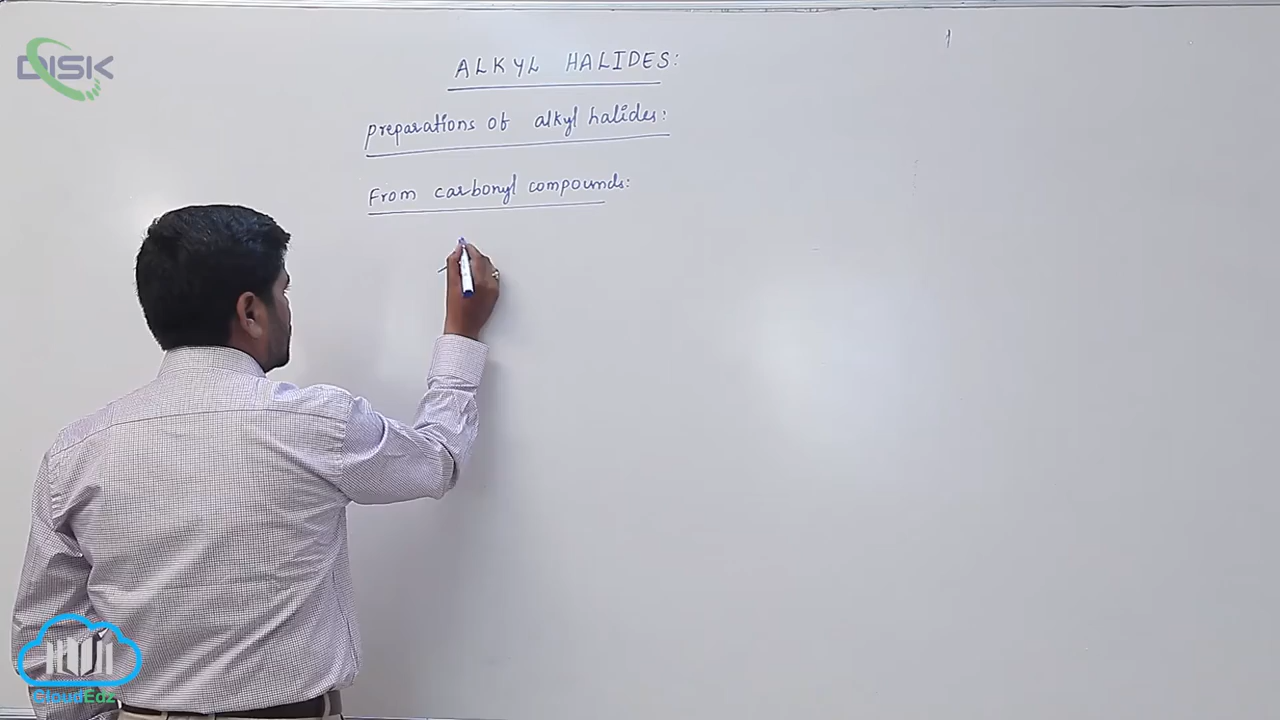 DISK
ALKYL HALIDES:
preparations of alkyl halides:
From carbonyl compounds:
CloudEdz